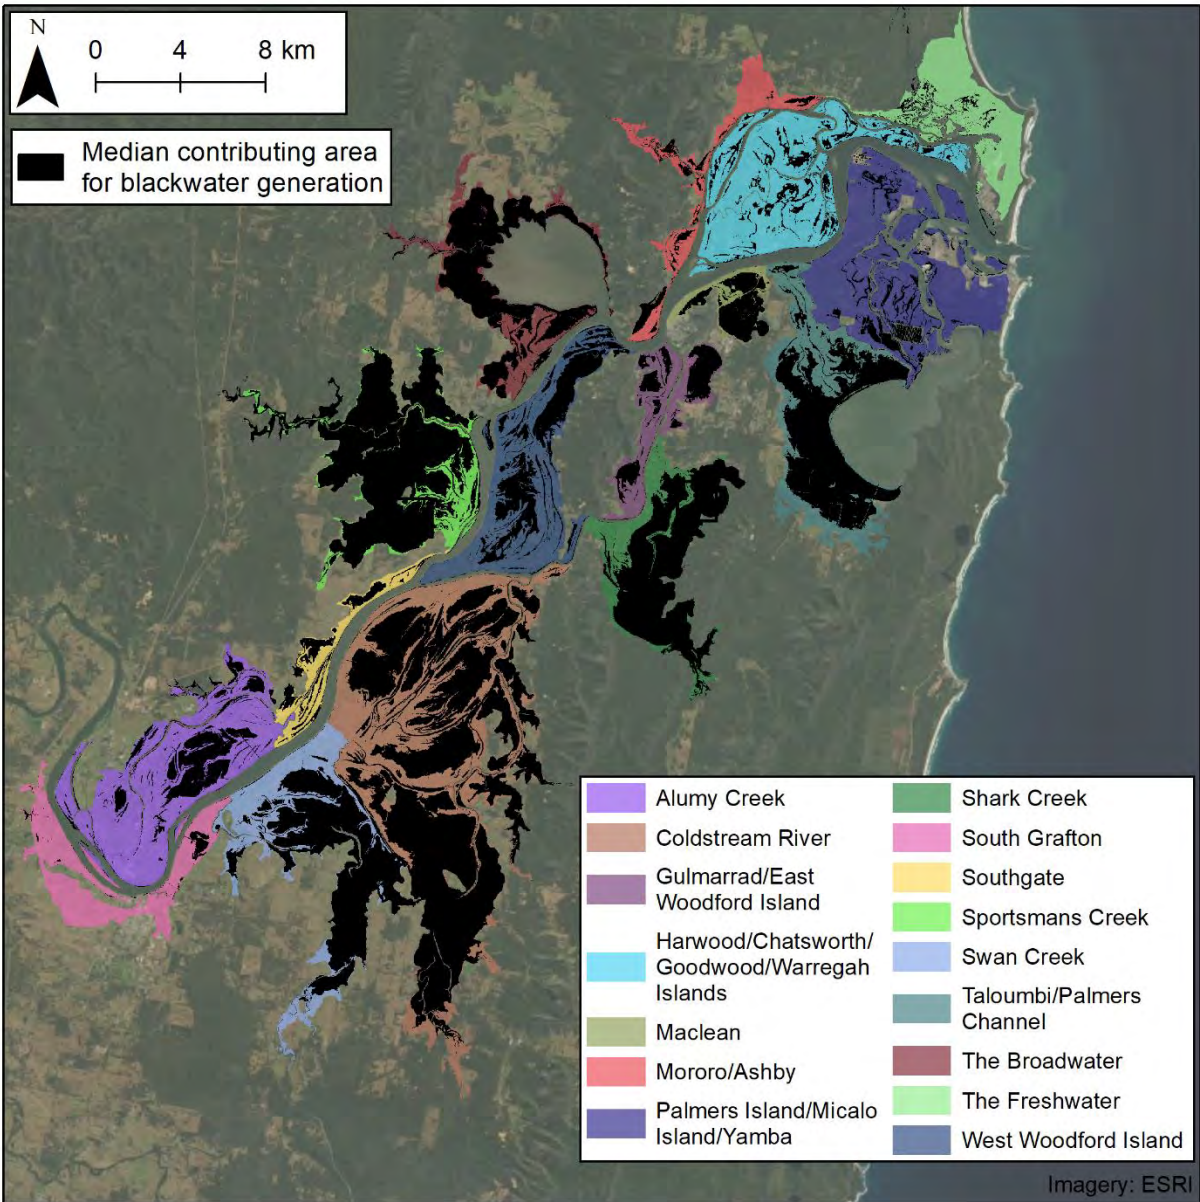 N
0 4 8 km
Median contributing area
for blackwater generation
Alumy Creek
Coldstream River
Gulmarrad/East
Woodford Island
Harwood/Chatsworth/
Goodwood/Warregah
Islands
Maclean
Mororo/Ashby
Palmers Island/Micalo
Island/Yamba
Shark Creek
South Grafton
Southgate
Sportsmans Creek
Swan Creek
Taloumbi/Palmers
Channel
The Broadwater
The Freshwater
West Woodford Island
Imagery: ESRI